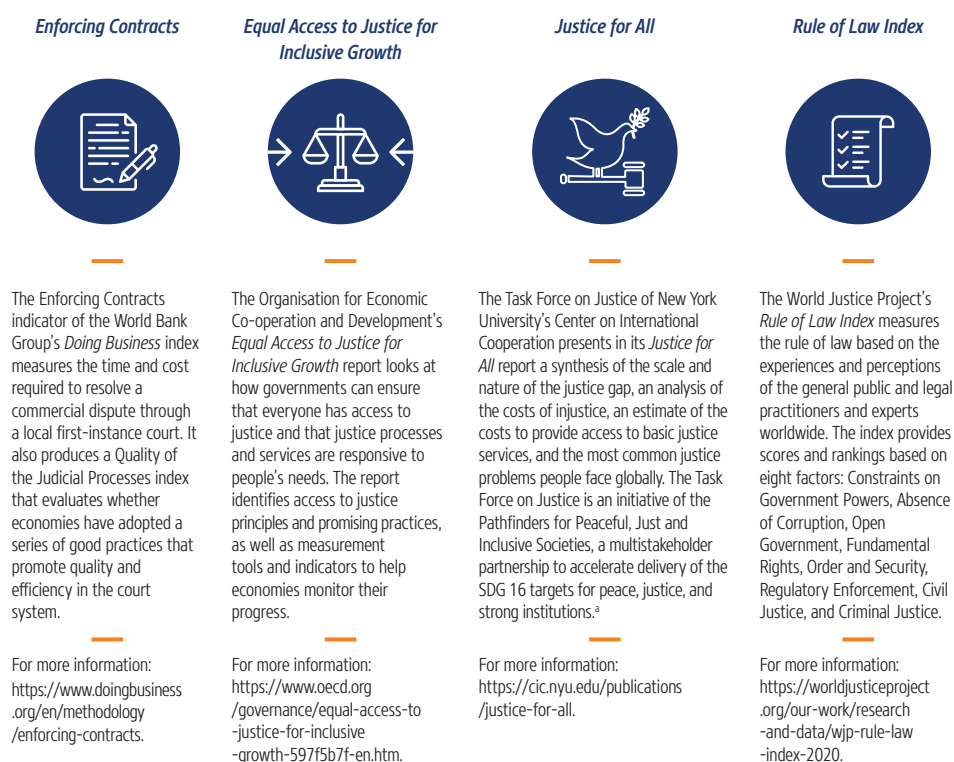 Enforcing Contracts
The Enforcing Contracts
indicator of the World Bank
Group's Doing Business index
measures the time and cost
required to resolve a
commercial dispute through
a local first-instance court. It
also produces a Quality of
the Judicial Processes index
that evaluates whether
economies have adopted a
series of good practices that
promote quality and
efficiency in the court
system.
For more information:
https://www.doingbusiness
.org/en/methodology
/enforcing-contracts.
Equal Access to Justice for
Inclusive Growth
The Organisation for Economic
Co-operation and Development's
Equal Access to Justice for
Inclusive Growth report looks at
how governments can ensure
that everyone has access to
justice and that justice processes
and services are responsive to
people's needs. The report
identifies access to justice
principles and promising practices,
as well as measurement
tools and indicators to help
economies monitor their
progress.
For more information:
https://www.oecd.org
/governance/equal-access-to
-justice-for-inclusive
-growth-597f5b7f-en.htm.
Justice for All
The Task Force on Justice of New York
University's Center on International
Cooperation presents in its Justice for
All report a synthesis of the scale and
nature of the justice gap, an analysis of
the costs of injustice, an estimate of the
costs to provide access to basic justice
services, and the most common justice
problems people face globally. The Task
Force on Justice is an initiative of the
Pathfinders for Peaceful, Just and
Inclusive Societies, a multistakeholder
partnership to accelerate delivery of the
SDG 16 targets for peace, justice, and
strong institutions.ª
For more information:
https://cic.nyu.edu/publications
/justice-for-all.
Rule of Law Index
The World Justice Project's
Rule of Law Index measures
the rule of law based on the
experiences and perceptions
of the general public and legal
practitioners and experts
worldwide. The index provides
scores and rankings based on
eight factors: Constraints on
Government Powers, Absence
of Corruption, Open
Government, Fundamental
Rights, Order and Security,
Regulatory Enforcement, Civil
Justice, and Criminal Justice.
For more information:
https://worldjusticeproject
.org/our-work/research
-and-data/wjp-rule-law
-index-2020.